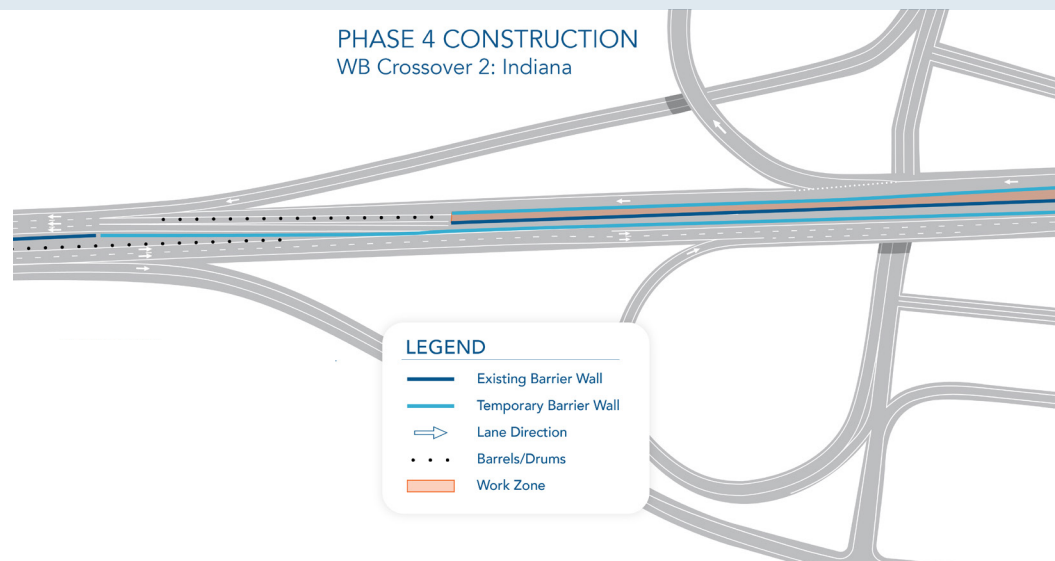 PHASE 4 CONSTRUCTION
WB Crossover 2: Indiana
LEGEND
Existing Barrier Wall
Temporary Barrier Wall
Lane Direction
Barrels/Drums
Work Zone